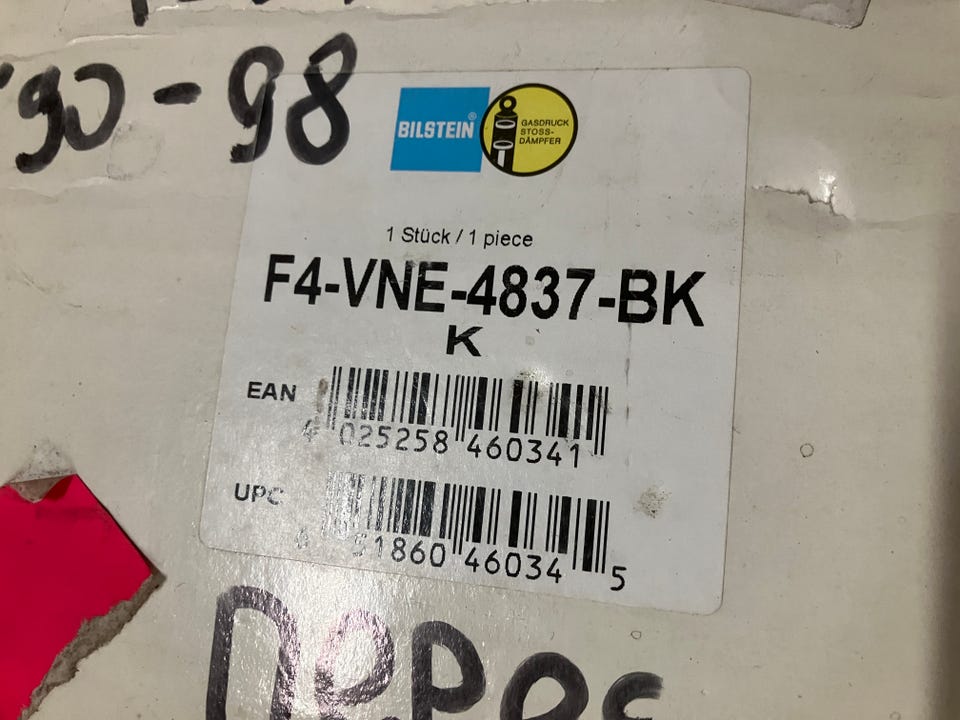 '90-98
BILSTEIN®
GASDRUCK
STOSS-
DÄMPFER
1 Stück / 1 piece
F4-VNE-4837-BK
K
EAN
4 025258 460341
UPC
51860 46034 5